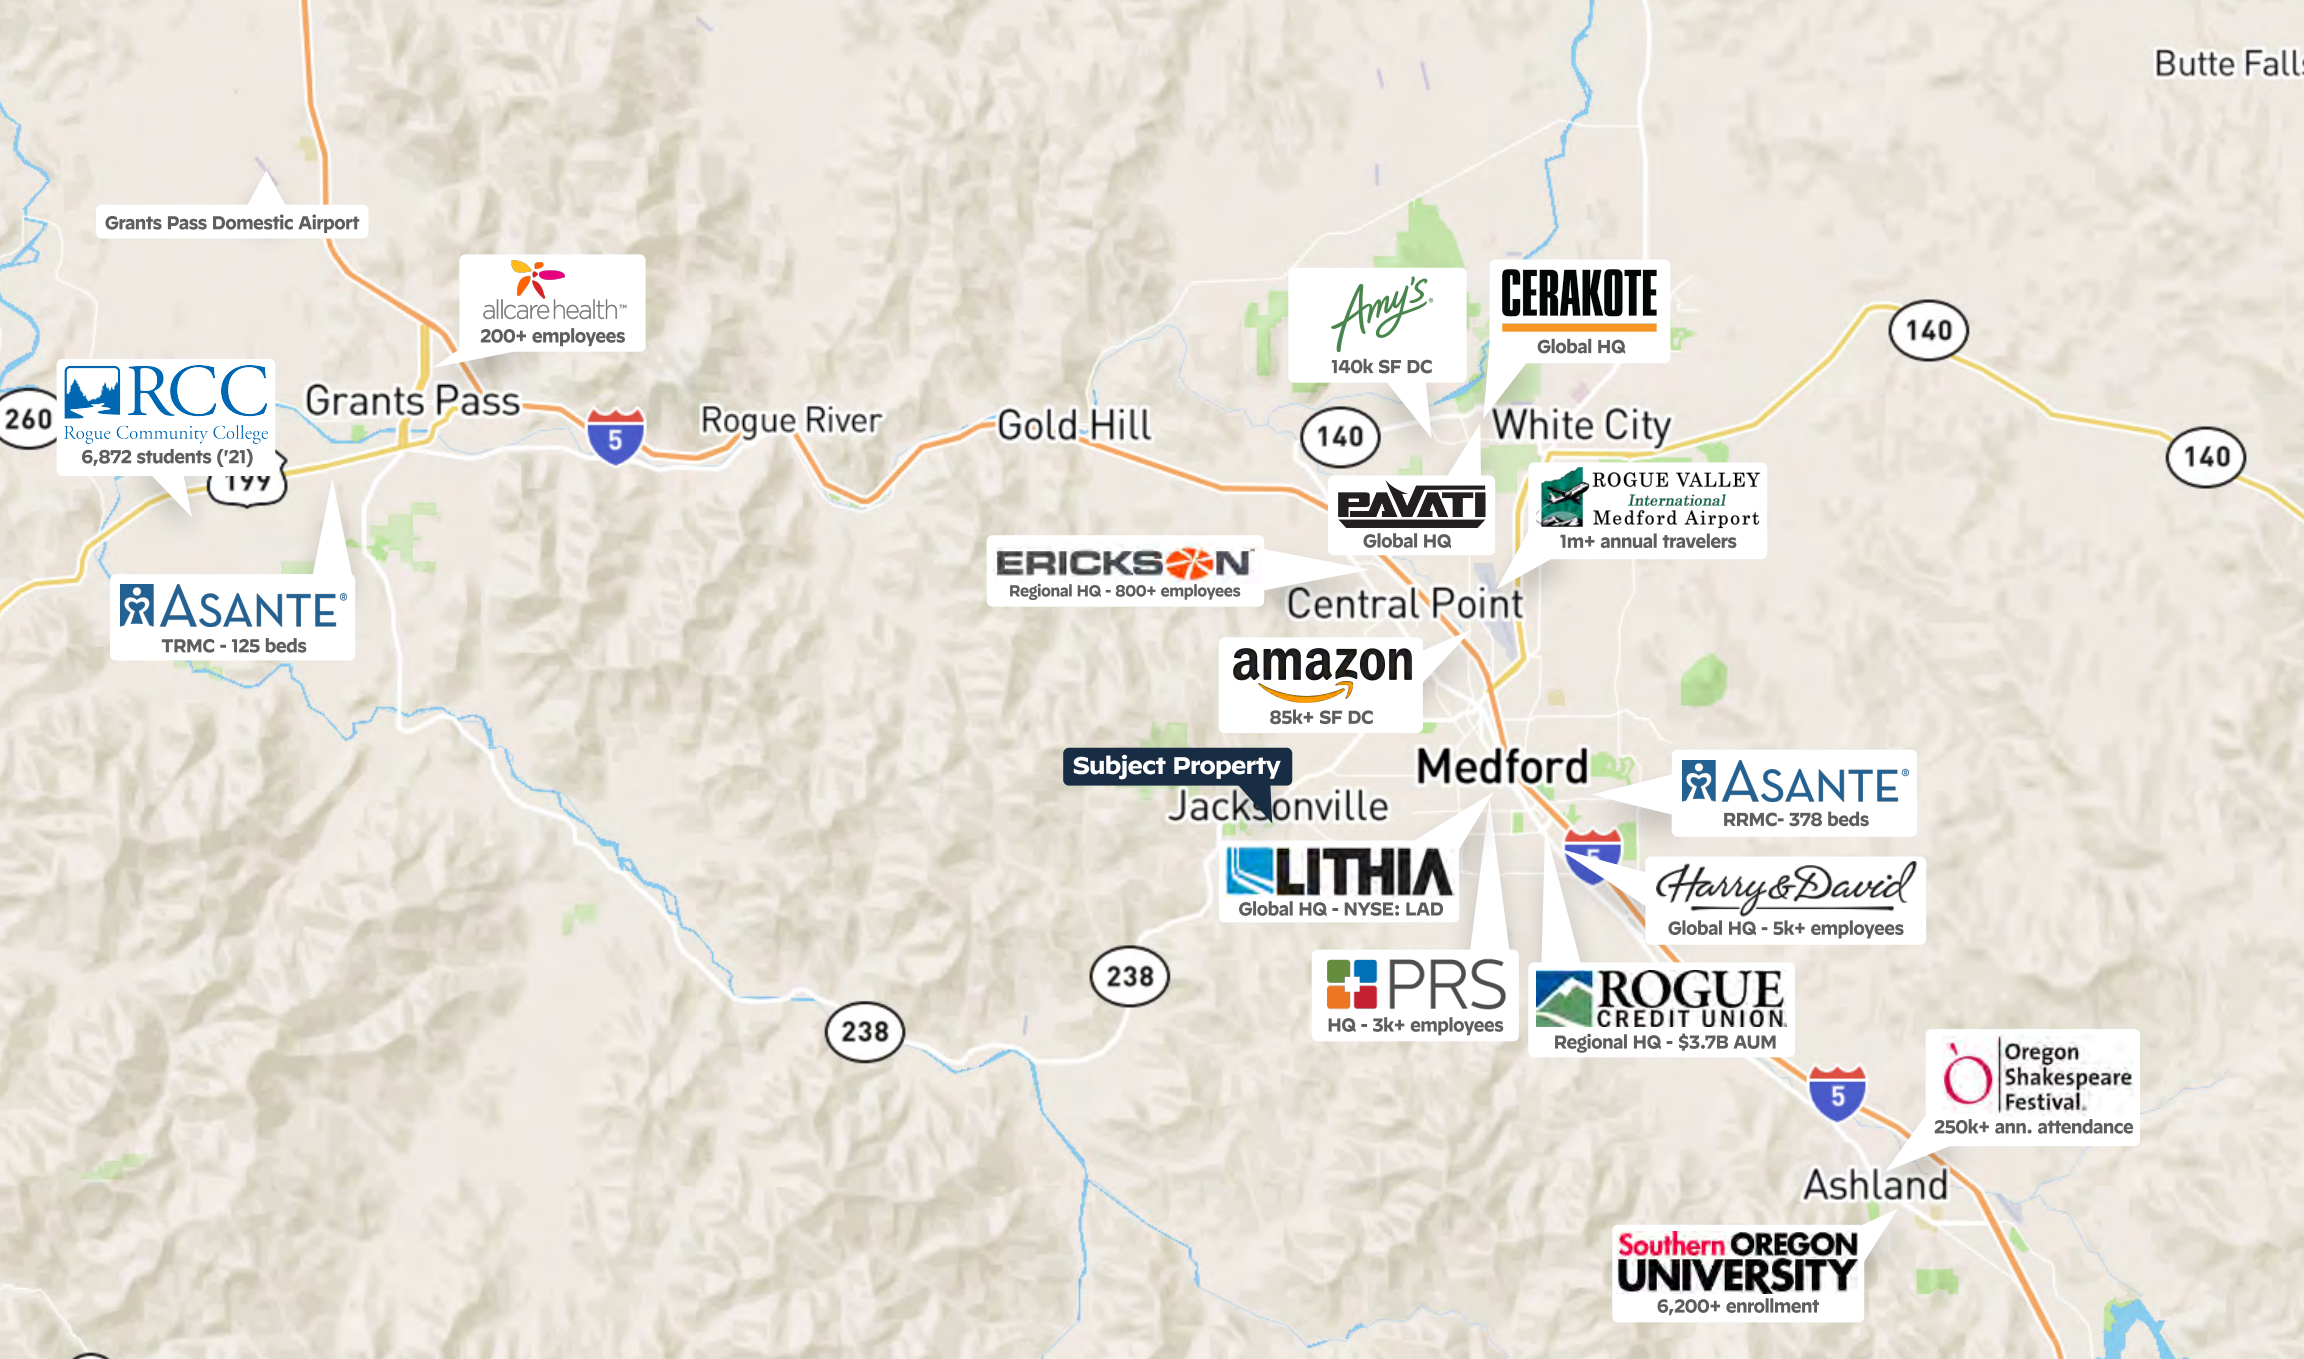 Butte Falls
Grants Pass Domestic Airport
allcare health™
200+ employees
Amy's®
140k SF DC
CERAKOTE
Global HQ
140
260
RCC
Rogue Community College
6,872 students ('21)
199
Grants Pass
5
Rogue River
Gold Hill
140
White City
140
PAVATI
Global HQ
ROGUE VALLEY
International
Medford Airport
1m+ annual travelers
ERICKSON
Regional HQ - 800+ employees
Central Point
ASANTE®
TRMC - 125 beds
amazon
85k+ SF DC
Subject Property
Jacksonville
Medford
ASANTE®
RRMC- 378 beds
LITHIA
Global HQ - NYSE: LAD
5
Harry & David
Global HQ - 5k+ employees
238
PRS
HQ - 3k+ employees
ROGUE
CREDIT UNION
Regional HQ - $3.7B AUM
238
5
Oregon
Shakespeare
Festival.
250k+ ann. attendance
Ashland
Southern OREGON
UNIVERSITY
6,200+ enrollment